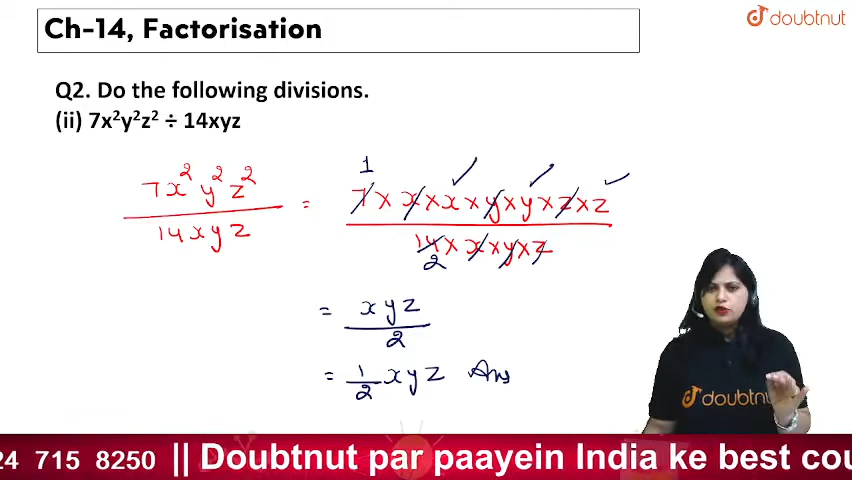 Ch-14, Factorisation
doubtnut
Q2. Do the following divisions.
(ii) 7x²y²z² ÷ 14xyz
1
7x²y²z² / 14xyz = 7×x×x×y×y×z×z / 14×x×y×z
2
= xyz / 2
= 1/2 xyz Ans
doubtnut
24 715 8250 || Doubtnut par paayein India ke best cou